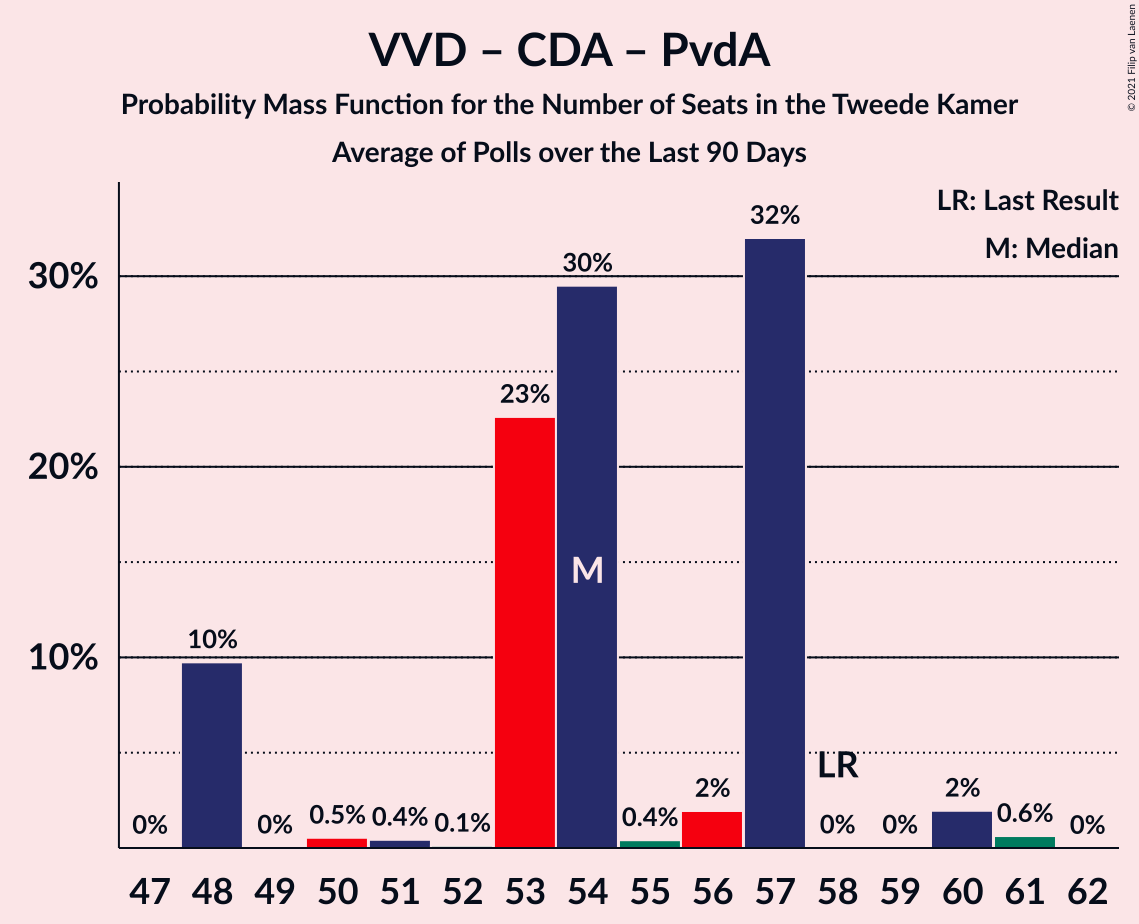 VVD – CDA – PvdA
Probability Mass Function for the Number of Seats in the Tweede Kamer
Average of Polls over the Last 90 Days
© 2021 Filip van Laenen
LR: Last Result
M: Median
30%
20%
10%
0%
10%
0%
0.5%
0.4%
0.1%
23%
30%
M
0.4%
2%
32%
LR
0%
0%
2%
0.6%
0%
47 48 49 50 51 52 53 54 55 56 57 58 59 60 61 62